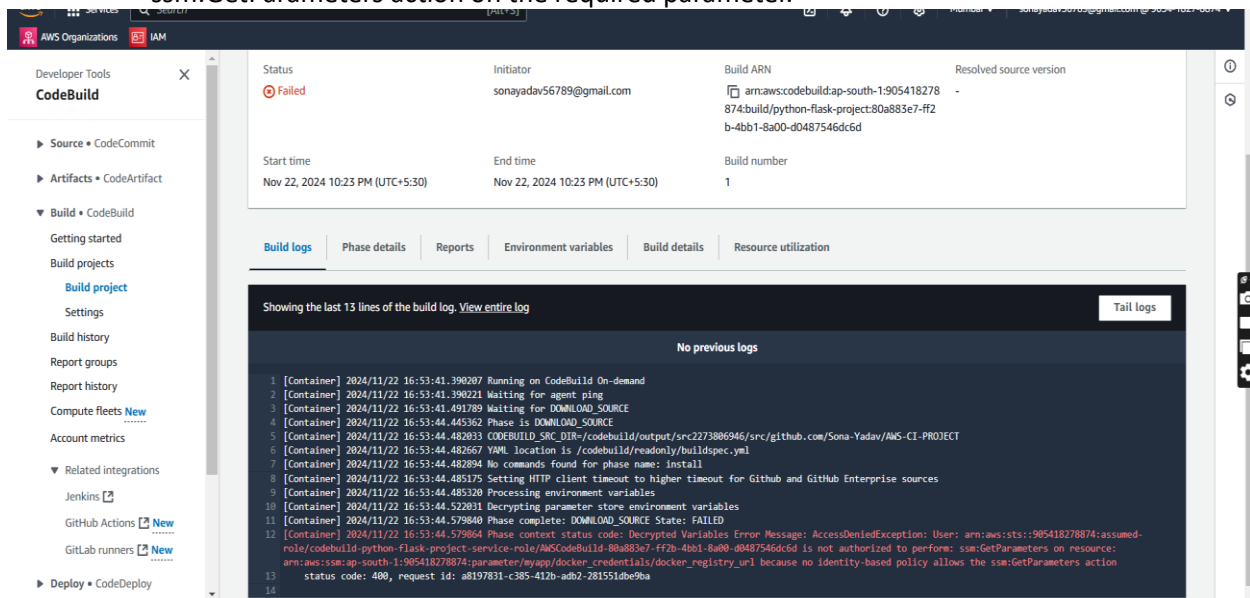 ssm:GetParameters action on the required parameter.
Services
Search
[Alt+S]
Mumbai
sonayadav56789@gmail.com @ 9054-1827-8874
AWS Organizations IAM
Developer Tools
CodeBuild
Source • CodeCommit
Artifacts • CodeArtifact
Build • CodeBuild
Getting started
Build projects
Build project
Settings
Build history
Report groups
Report history
Compute fleets New
Account metrics
Related integrations
Jenkins
GitHub Actions New
GitLab runners New
Deploy • CodeDeploy
Status
Failed
Initiator
sonayadav56789@gmail.com
Build ARN
arn:aws:codebuild:ap-south-1:905418278
874:build/python-flask-project:80a883e7-ff2
b-4bb1-8a00-d0487546dc6d
Resolved source version
-
Start time
Nov 22, 2024 10:23 PM (UTC+5:30)
End time
Nov 22, 2024 10:23 PM (UTC+5:30)
Build number
1
Build logs Phase details Reports Environment variables Build details Resource utilization
Showing the last 13 lines of the build log. View entire log
Tail logs
No previous logs
1 [Container] 2024/11/22 16:53:41.390207 Running on CodeBuild On-demand
2 [Container] 2024/11/22 16:53:41.390221 Waiting for agent ping
3 [Container] 2024/11/22 16:53:41.491789 Waiting for DOWNLOAD_SOURCE
4 [Container] 2024/11/22 16:53:44.445362 Phase is DOWNLOAD_SOURCE
5 [Container] 2024/11/22 16:53:44.482033 CODEBUILD_SRC_DIR=/codebuild/output/src2273806946/src/github.com/Sona-Yadav/AWS-CI-PROJECT
6 [Container] 2024/11/22 16:53:44.482667 YAML location is /codebuild/readonly/buildspec.yml
7 [Container] 2024/11/22 16:53:44.482894 No commands found for phase name: install
8 [Container] 2024/11/22 16:53:44.485175 Setting HTTP client timeout to higher timeout for Github and GitHub Enterprise sources
9 [Container] 2024/11/22 16:53:44.485320 Processing environment variables
10 [Container] 2024/11/22 16:53:44.522031 Decrypting parameter store environment variables
11 [Container] 2024/11/22 16:53:44.579840 Phase complete: DOWNLOAD_SOURCE State: FAILED
12 [Container] 2024/11/22 16:53:44.579864 Phase context status code: Decrypted Variables Error Message: AccessDeniedException: User: arn:aws:sts::905418278874:assumed-
role/codebuild-python-flask-project-service-role/AWSCodeBuild-80a883e7-ff2b-4bb1-8a00-d0487546dc6d is not authorized to perform: ssm:GetParameters on resource:
arn:aws:ssm:ap-south-1:905418278874:parameter/myapp/docker_credentials/docker_registry_url because no identity-based policy allows the ssm:GetParameters action
13 status code: 400, request id: a8197831-c385-412b-adb2-281551dbe9ba
14